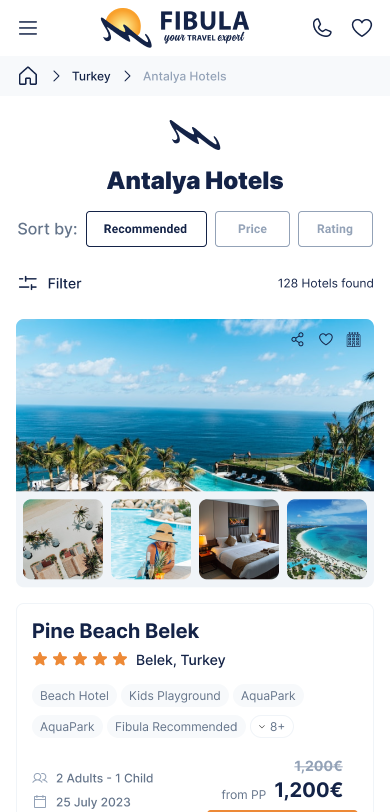 FIBULA
your TRAVEL expert
Turkey Antalya Hotels
Antalya Hotels
Sort by: Recommended Price Rating
Filter 128 Hotels found
Pine Beach Belek
Belek, Turkey
Beach Hotel Kids Playground AquaPark
AquaPark Fibula Recommended 8+
1,200€
2 Adults - 1 Child
from PP 1,200€
25 July 2023